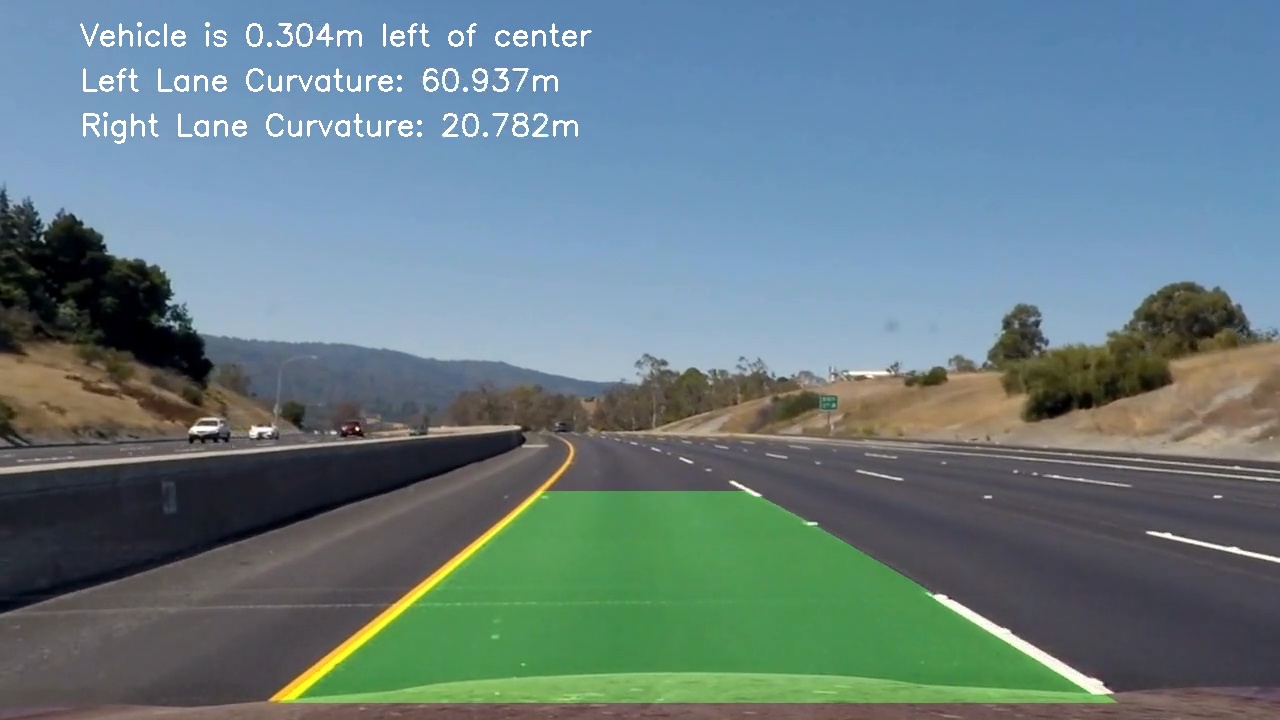 Vehicle is 0.304m left of center
Left Lane Curvature: 60.937m
Right Lane Curvature: 20.782m